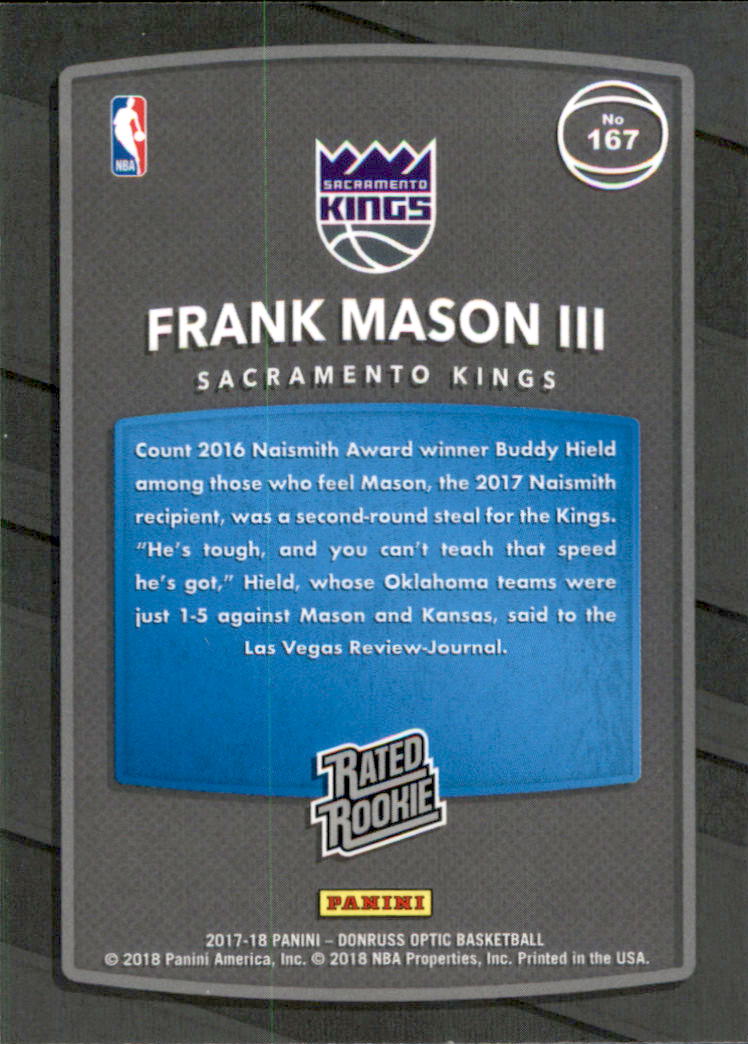 NBA
No
167
SACRAMENTO
KINGS
FRANK MASON III
SACRAMENTO KINGS
Count 2016 Naismith Award winner Buddy Hield
among those who feel Mason, the 2017 Naismith
recipient, was a second-round steal for the Kings.
“He’s tough, and you can’t teach that speed
he’s got,” Hield, whose Oklahoma teams were
just 1-5 against Mason and Kansas, said to the
Las Vegas Review-Journal.
RATED
ROOKIE
PANINI
2017-18 PANINI – DONRUSS OPTIC BASKETBALL
© 2018 Panini America, Inc. © 2018 NBA Properties, Inc. Printed in the USA.